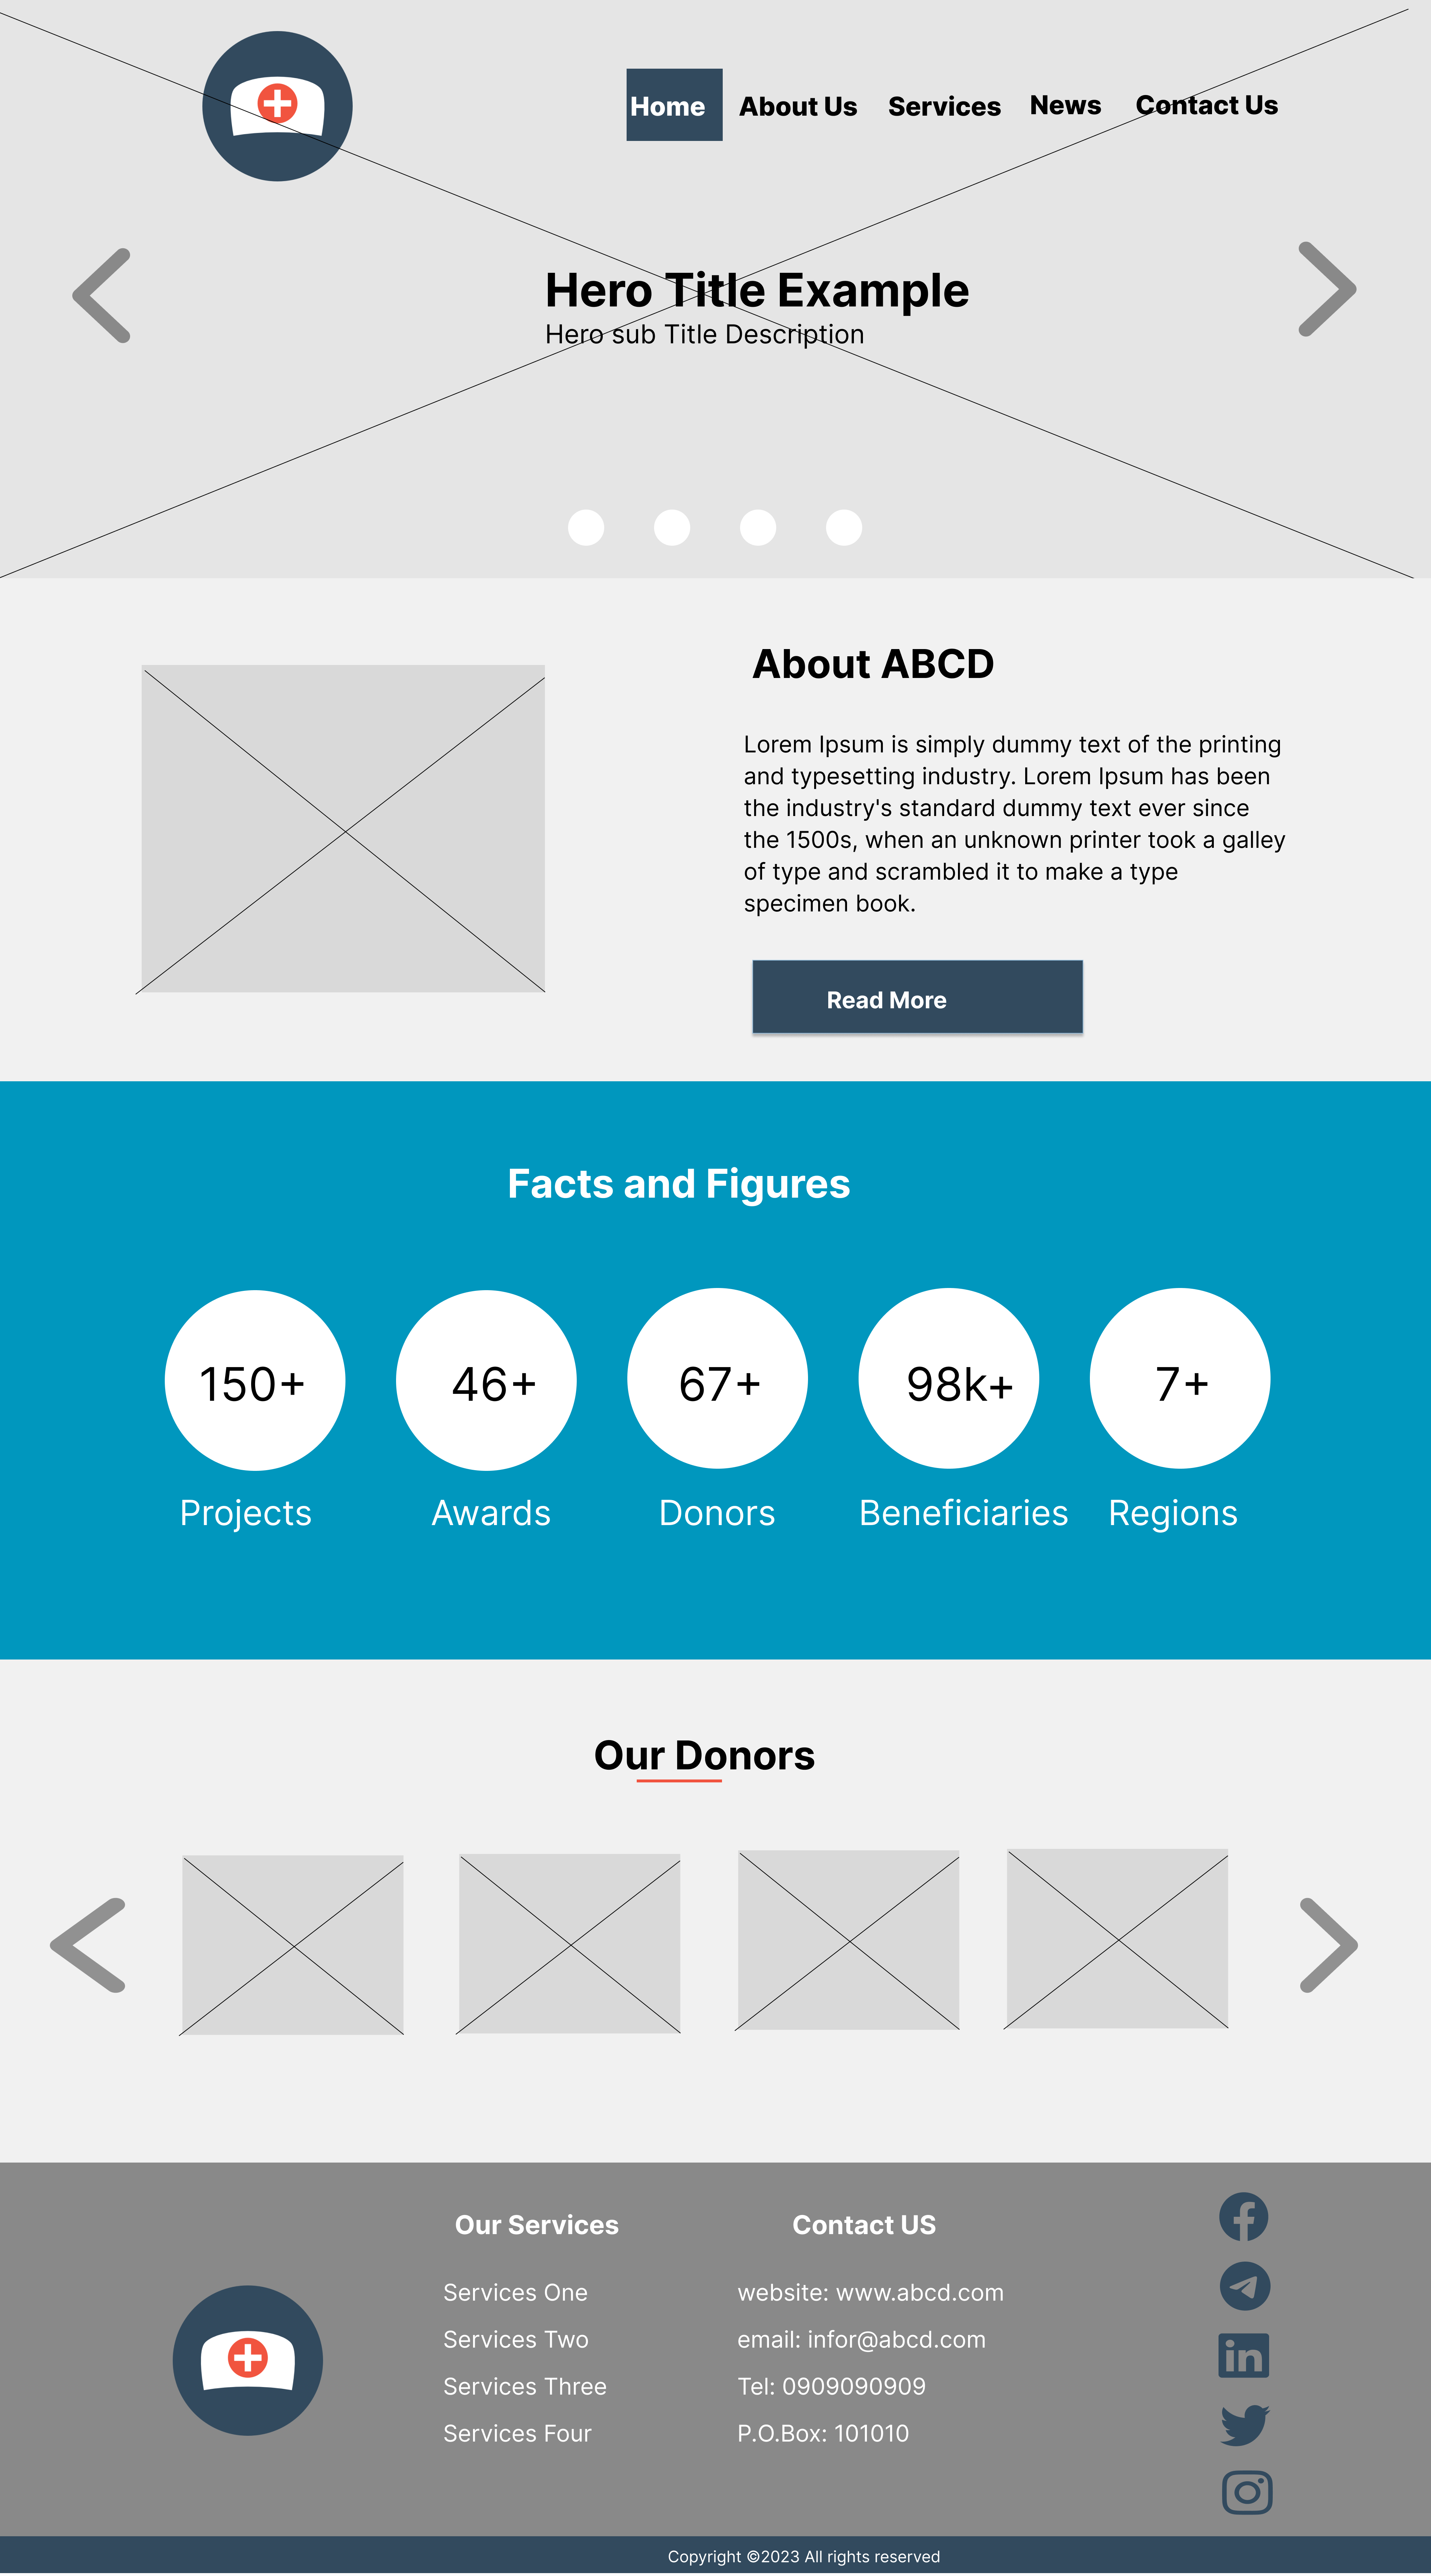 Home
About Us
Services
News
Contact Us
Hero Title Example
Hero sub Title Description
About ABCD
Lorem Ipsum is simply dummy text of the printing
and typesetting industry. Lorem Ipsum has been
the industry's standard dummy text ever since
the 1500s, when an unknown printer took a galley
of type and scrambled it to make a type
specimen book.
Read More
Facts and Figures
150+
46+
67+
98k+
7+
Projects
Awards
Donors
Beneficiaries
Regions
Our Donors
Our Services
Services One
Services Two
Services Three
Services Four
Contact US
website: www.abcd.com
email: infor@abcd.com
Tel: 0909090909
P.O.Box: 101010
Copyright ©2023 All rights reserved